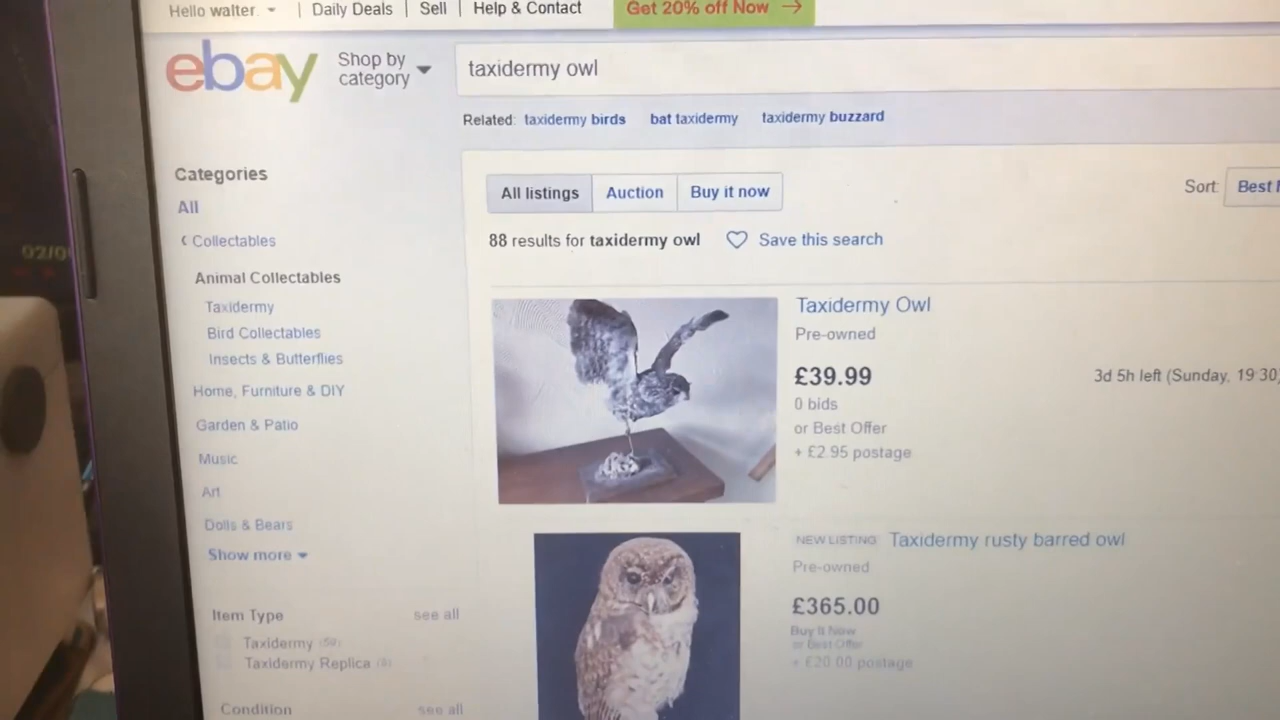 Hello walter.
Daily Deals
Sell
Help & Contact
Get 20% off Now →
ebay
Shop by
category
taxidermy owl
Related: taxidermy birds bat taxidermy taxidermy buzzard
Categories
All
Collectables
Animal Collectables
Taxidermy
Bird Collectables
Insects & Butterflies
Home, Furniture & DIY
Garden & Patio
Music
Art
Dolls & Bears
Show more
Item Type see all
Taxidermy
Taxidermy Replica
Condition see all
All listings Auction Buy it now
Sort: Best
88 results for taxidermy owl Save this search
Taxidermy Owl
Pre-owned
£39.99
0 bids
or Best Offer
+ £2.95 postage
3d 5h left (Sunday, 19:30
NEW LISTING Taxidermy rusty barred owl
Pre-owned
£365.00
Buy It Now
or Best Offer
+ £20.00 postage